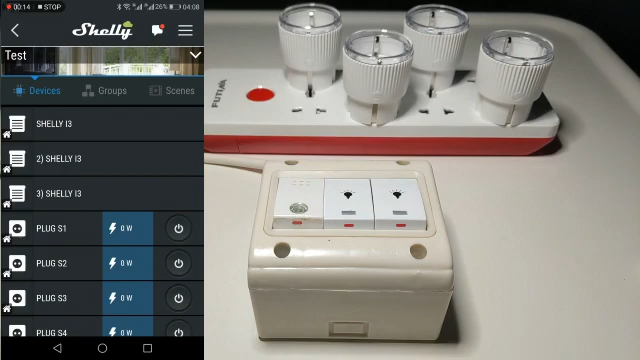 00:14 STOP 26% 04:08
Shelly
Test
Devices Groups Scenes
SHELLY I3
2) SHELLY I3
3) SHELLY I3
PLUG S1 0 W
PLUG S2 0 W
PLUG S3 0 W
PLUG S4 0 W